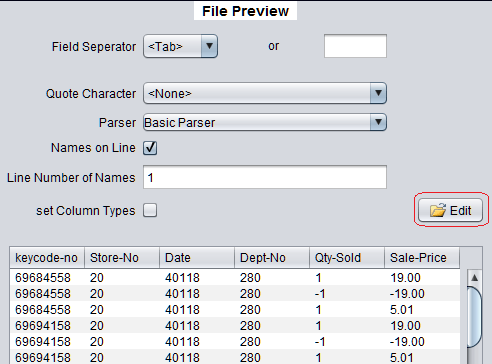 File Preview
Field Seperator <Tab> or
Quote Character <None>
Parser Basic Parser
Names on Line
Line Number of Names 1
set Column Types Edit
keycode-no Store-No Date Dept-No Qty-Sold Sale-Price
69684558 20 40118 280 1 19.00
69684558 20 40118 280 -1 -19.00
69684558 20 40118 280 1 5.01
69694158 20 40118 280 1 19.00
69694158 20 40118 280 -1 -19.00
69694158 20 40118 280 1 5.01